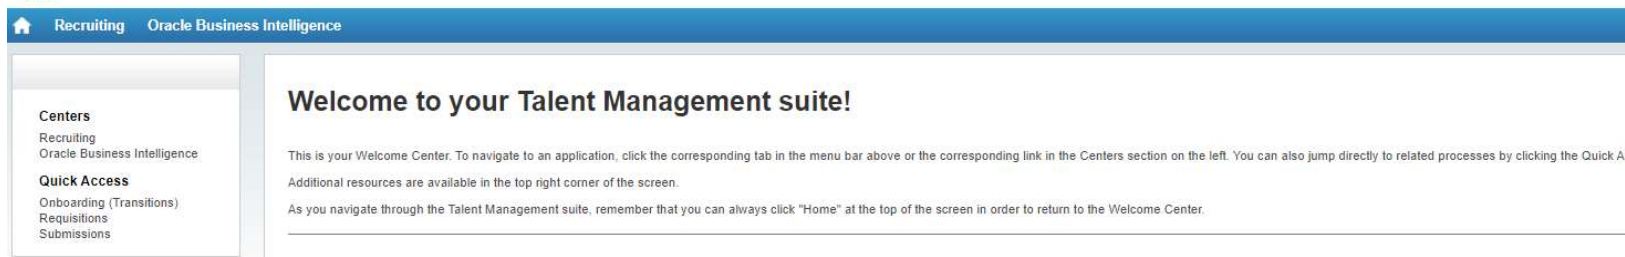 Recruiting Oracle Business Intelligence
Centers
Recruiting
Oracle Business Intelligence
Quick Access
Onboarding (Transitions)
Requisitions
Submissions
Welcome to your Talent Management suite!
This is your Welcome Center. To navigate to an application, click the corresponding tab in the menu bar above or the corresponding link in the Centers section on the left. You can also jump directly to related processes by clicking the Quick A
Additional resources are available in the top right corner of the screen.
As you navigate through the Talent Management suite, remember that you can always click "Home" at the top of the screen in order to return to the Welcome Center.